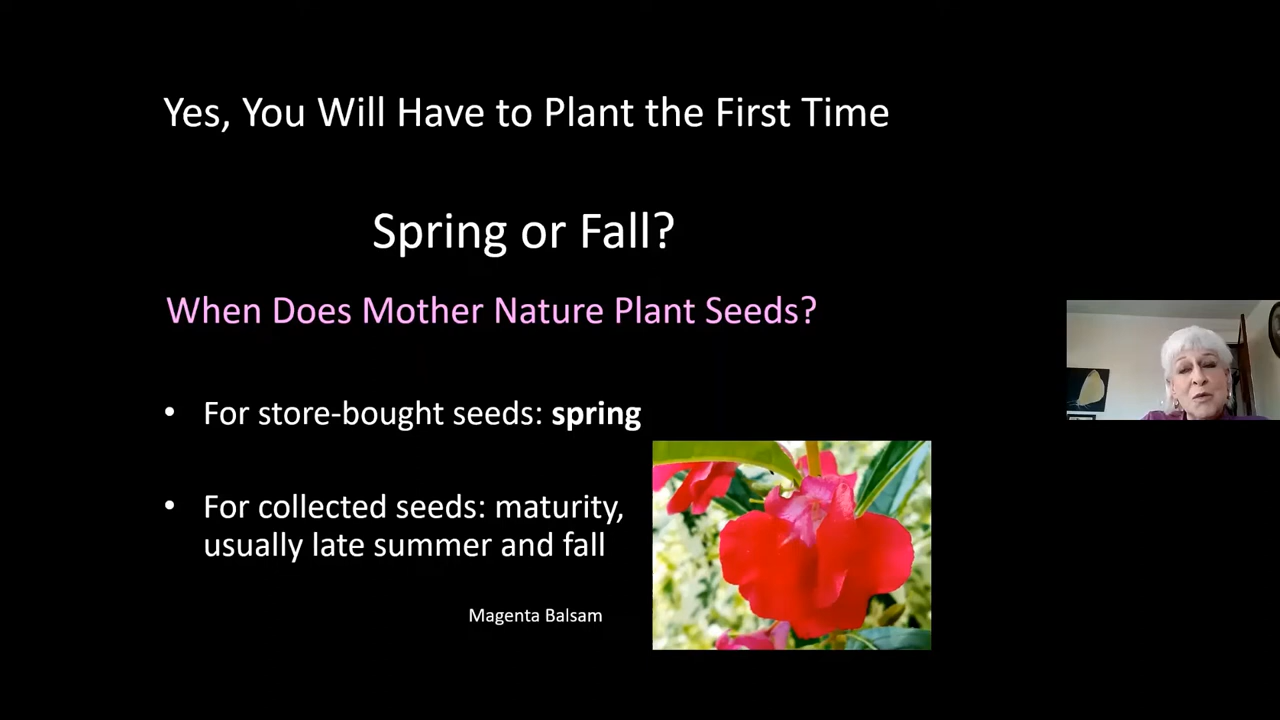 Yes, You Will Have to Plant the First Time
Spring or Fall?
When Does Mother Nature Plant Seeds?
• For store-bought seeds: spring
• For collected seeds: maturity,
usually late summer and fall
Magenta Balsam